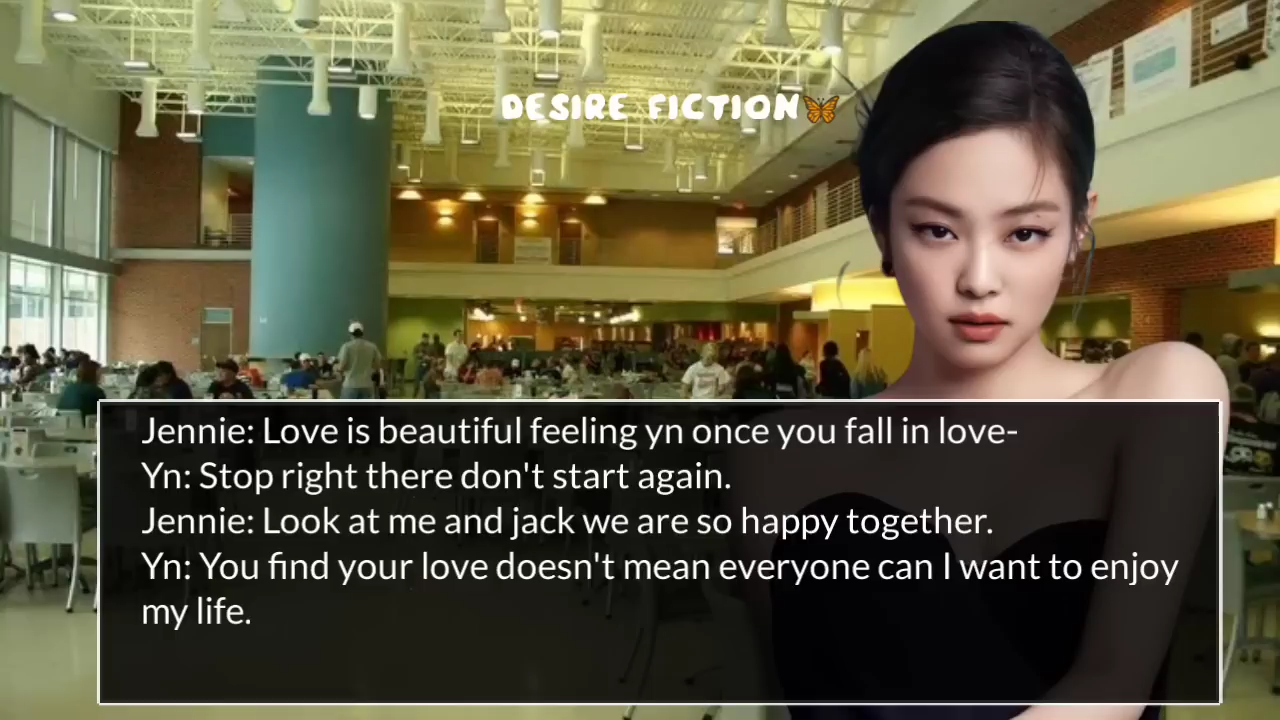 DESIRE FICTION🦋
Jennie: Love is beautiful feeling yn once you fall in love-
Yn: Stop right there don't start again.
Jennie: Look at me and jack we are so happy together.
Yn: You find your love doesn't mean everyone can I want to enjoy
my life.